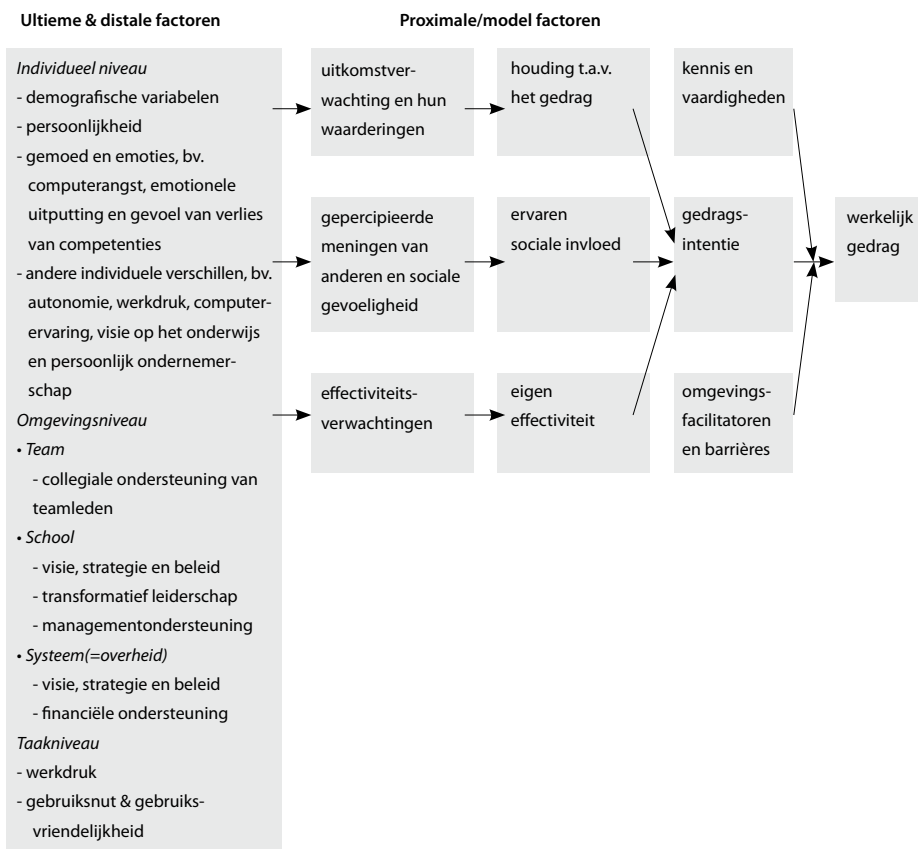 Ultieme & distale factoren
Proximale/model factoren
Individueel niveau
- demografische variabelen
- persoonlijkheid
- gemoed en emoties, bv.
computerangst, emotionele
uitputting en gevoel van verlies
van competenties
- andere individuele verschillen, bv.
autonomie, werkdruk, computer-
ervaring, visie op het onderwijs
en persoonlijk ondernemer-
schap
Omgevingsniveau
• Team
- collegiale ondersteuning van
teamleden
• School
- visie, strategie en beleid
- transformatief leiderschap
- managementondersteuning
• Systeem(=overheid)
- visie, strategie en beleid
- financiële ondersteuning
Taakniveau
- werkdruk
- gebruiksnut & gebruiks-
vriendelijkheid
uitkomstver-
wachting en hun
waarderingen
houding t.a.v.
het gedrag
kennis en
vaardigheden
gepercipieerde
meningen van
anderen en sociale
gevoeligheid
ervaren
sociale invloed
gedrags-
intentie
werkelijk
gedrag
effectiviteits-
verwachtingen
eigen
effectiviteit
omgevings-
facilitatoren
en barrières